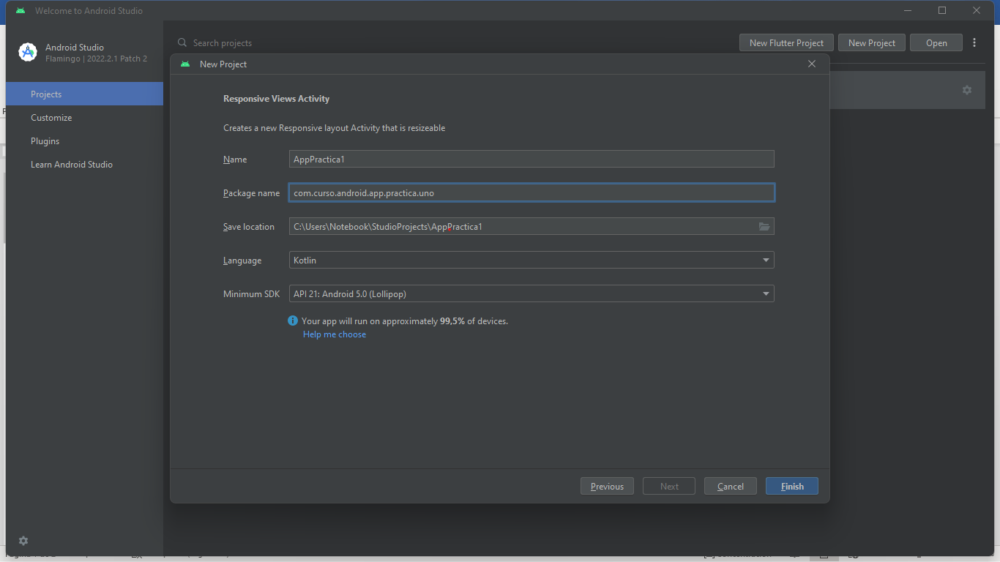 Welcome to Android Studio
Android Studio
Flamingo | 2022.2.1 Patch 2
Search projects
New Flutter Project
New Project
Open
Projects
Customize
Plugins
Learn Android Studio
New Project
Responsive Views Activity
Creates a new Responsive layout Activity that is resizeable
Name
AppPractica1
Package name
com.curso.android.app.practica.uno
Save location
C:\Users\Notebook\StudioProjects\AppPractica1
Language
Kotlin
Minimum SDK
API 21: Android 5.0 (Lollipop)
Your app will run on approximately 99,5% of devices.
Help me choose
Previous
Next
Cancel
Finish